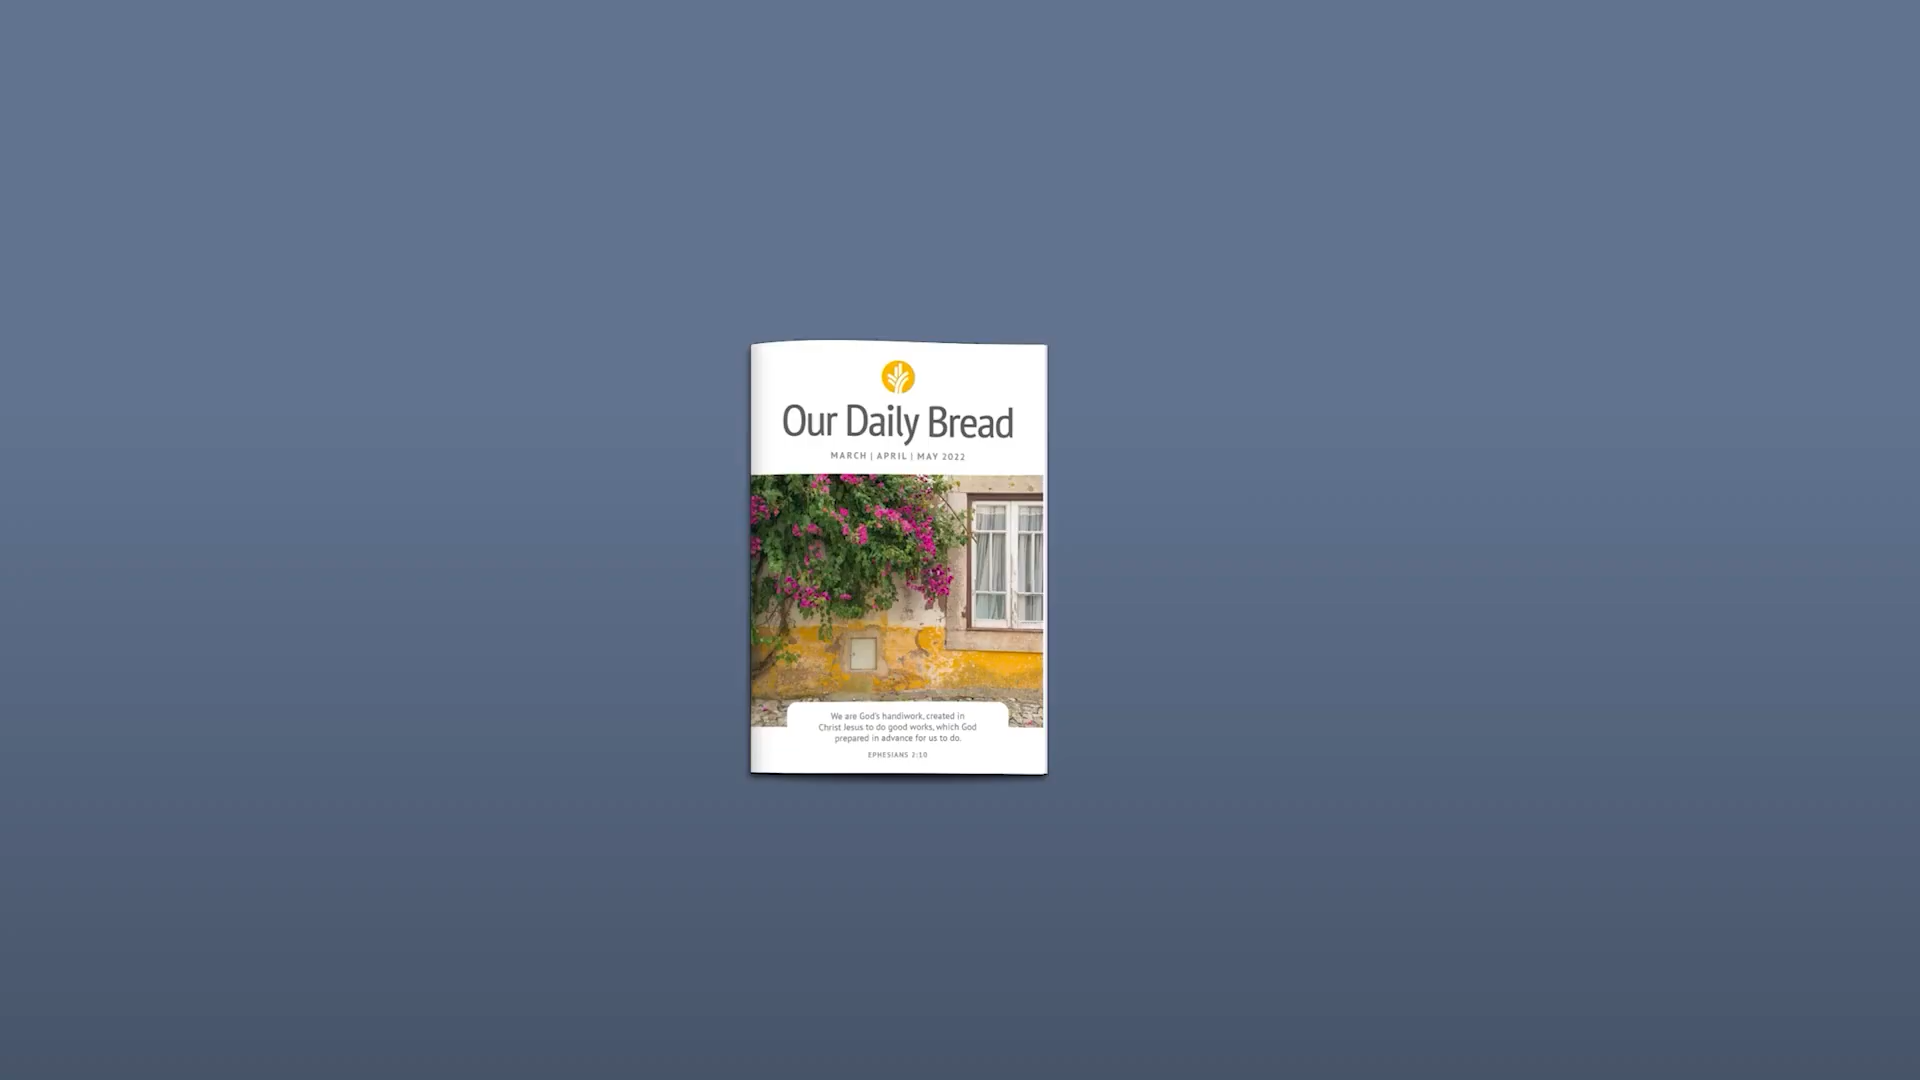 Our Daily Bread
MARCH | APRIL | MAY 2022
We are God's handiwork, created in
Christ Jesus to do good works, which God
prepared in advance for us to do.
EPHESIANS 2:10